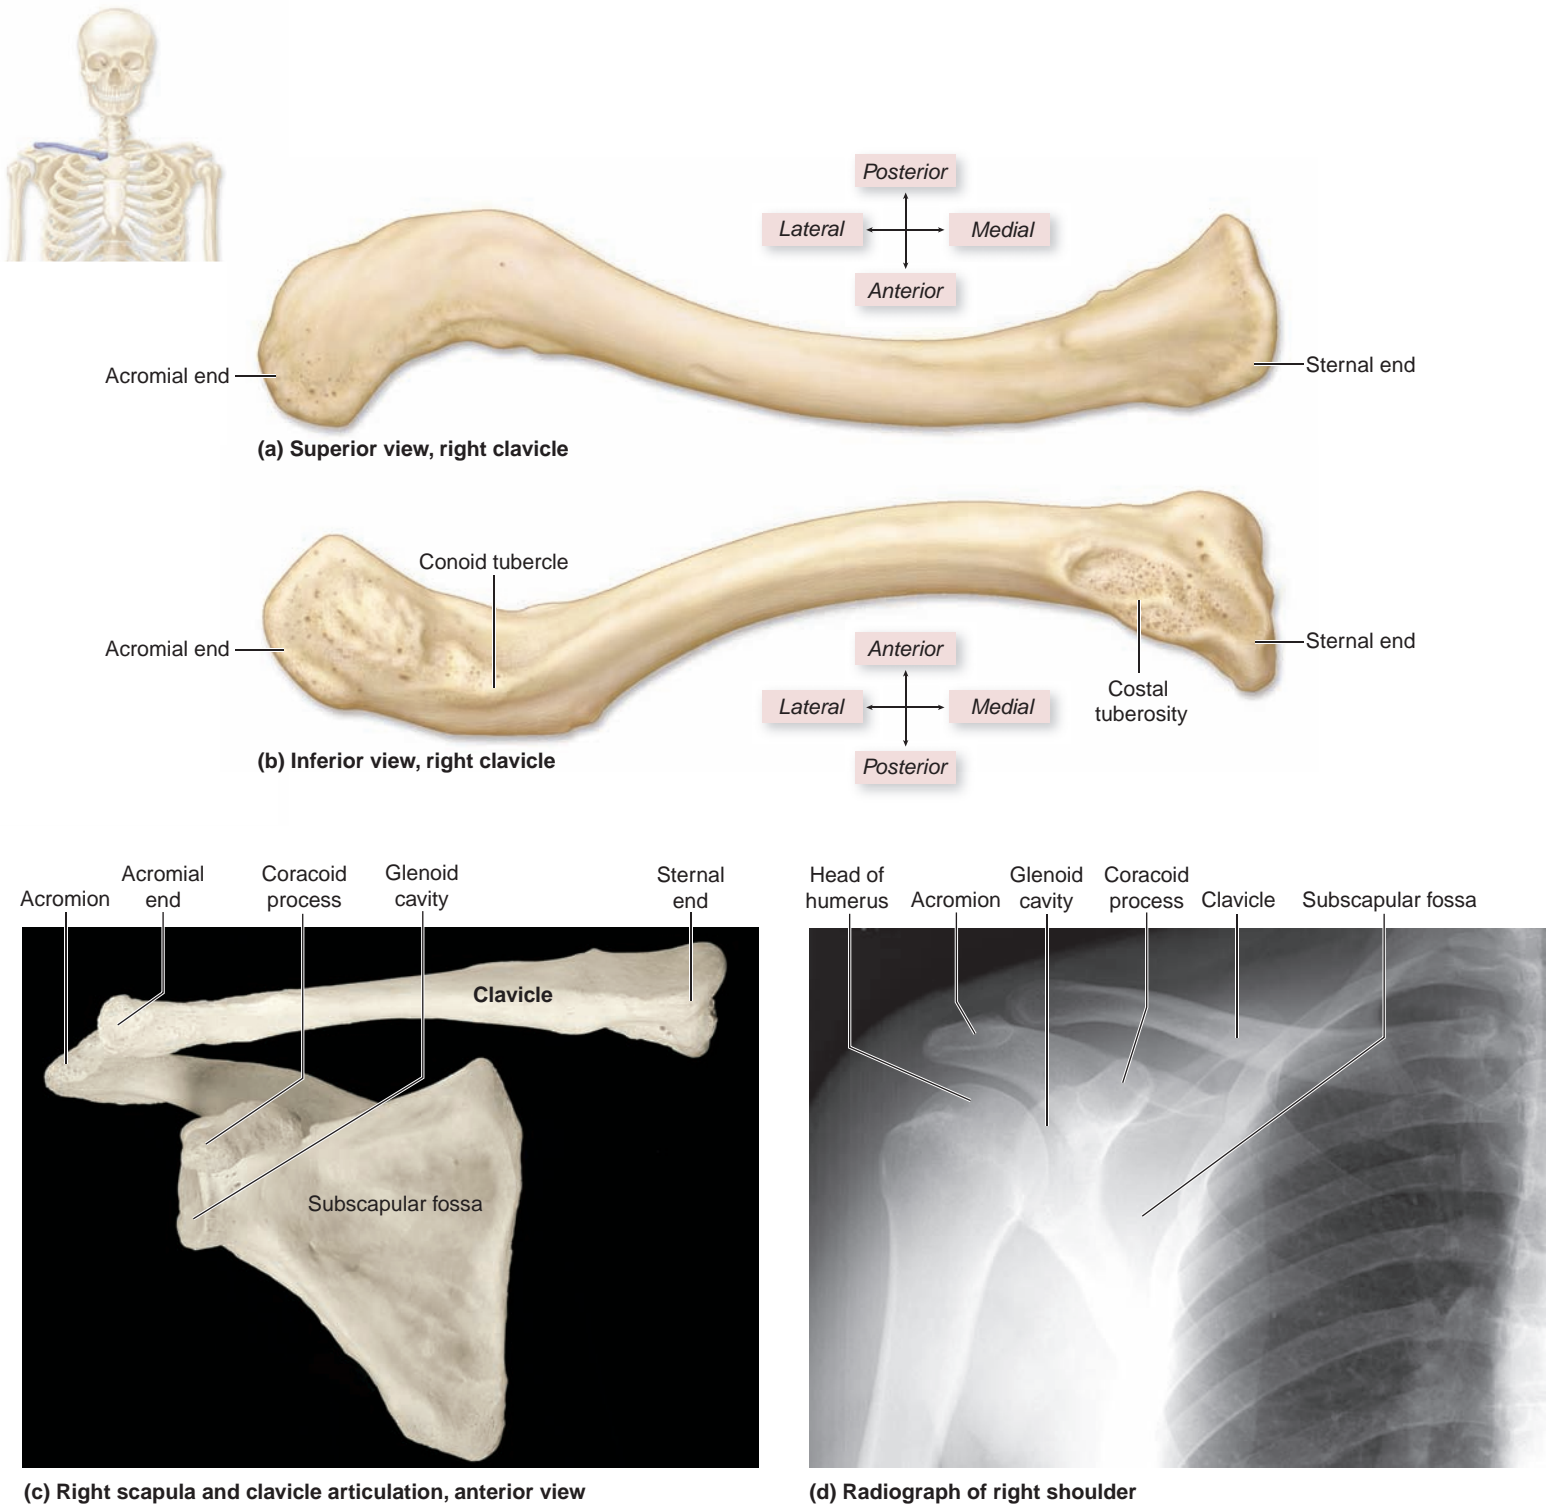 Posterior
Lateral
Medial
Anterior
Acromial end
Sternal end
(a) Superior view, right clavicle
Conoid tubercle
Acromial end
Anterior
Sternal end
Lateral
Medial
Costal
tuberosity
(b) Inferior view, right clavicle
Posterior
Acromion
Acromial
end
Coracoid
process
Glenoid
cavity
Sternal
end
Clavicle
Subscapular fossa
(c) Right scapula and clavicle articulation, anterior view
Head of
humerus
Acromion
Glenoid
cavity
Coracoid
process
Clavicle
Subscapular fossa
(d) Radiograph of right shoulder